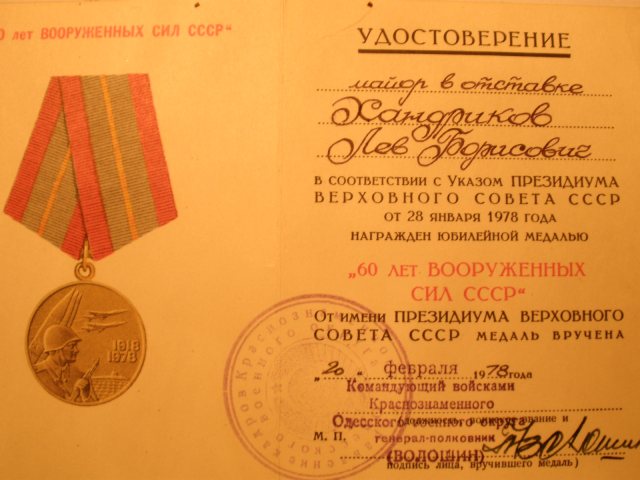 60 лет ВООРУЖЕННЫХ СИЛ СССР"
1918
1978
УДОСТОВЕРЕНИЕ
майор в отставке
Хандриков
Лев Борисович
В СООТВЕТСТВИИ С УКАЗОМ ПРЕЗИДИУМА
ВЕРХОВНОГО СОВЕТА СССР
ОТ 28 ЯНВАРЯ 1978 ГОДА
НАГРАЖДЕН ЮБИЛЕЙНОЙ МЕДАЛЬЮ
„60 ЛЕТ ВООРУЖЕННЫХ
СИЛ СССР“
ОТ ИМЕНИ ПРЕЗИДИУМА ВЕРХОВНОГО
СОВЕТА СССР МЕДАЛЬ ВРУЧЕНА
„20“ февраля 1978 года
Командующий войсками
Краснознаменного
Одесского военного округа
М. П. генерал-полковник
(ВОЛОШИН)
подпись лица, вручившего медаль)